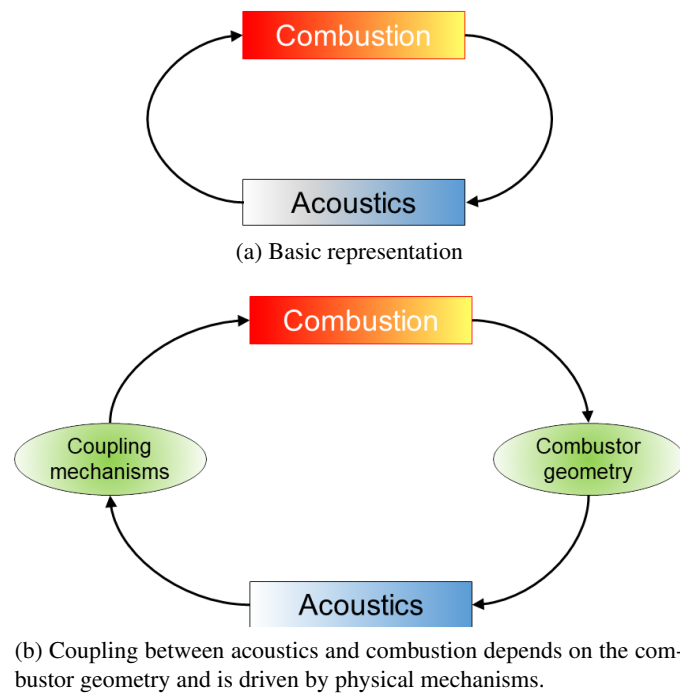 Combustion
Acoustics
(a) Basic representation
Combustion
Coupling
mechanisms
Combustor
geometry
Acoustics
(b) Coupling between acoustics and combustion depends on the com-
bustor geometry and is driven by physical mechanisms.